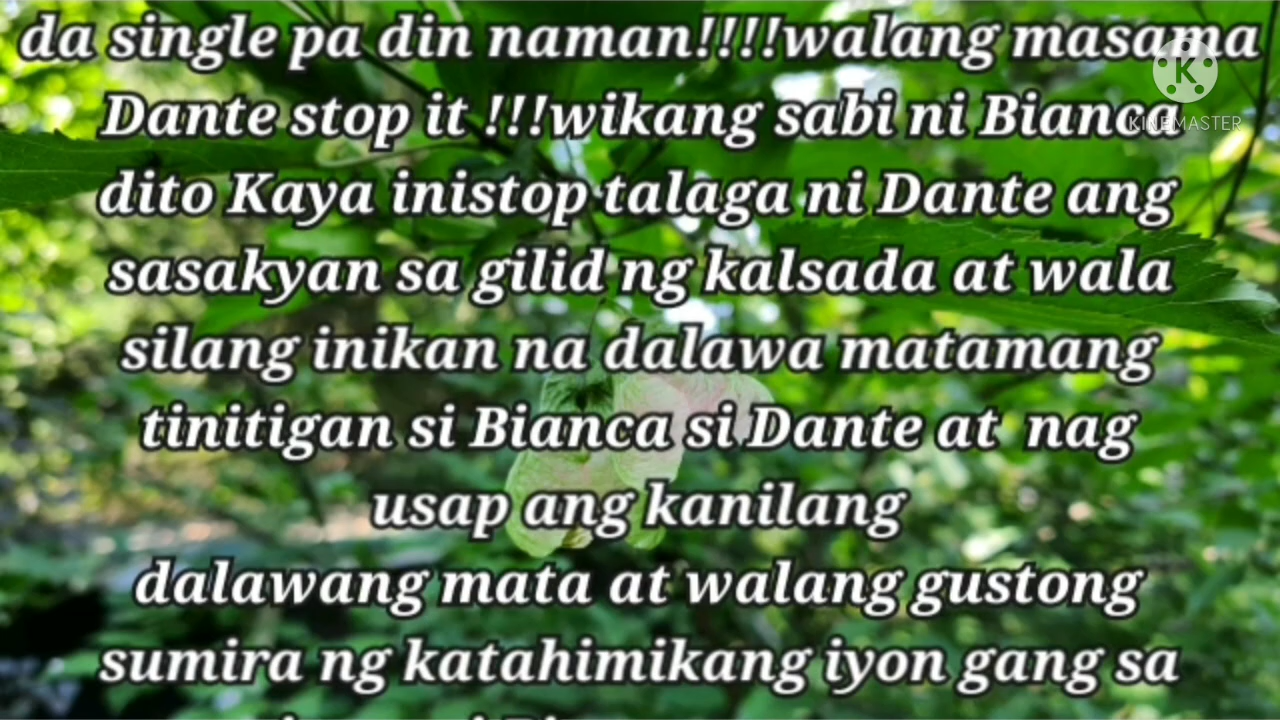 da single pa din naman!!!!walang masama
Dante stop it !!!wikang sabi ni Bianca
dito Kaya inistop talaga ni Dante ang
sasakyan sa gilid ng kalsada at wala
silang inikan na dalawa matamang
tinitigan si Bianca si Dante at nag
usap ang kanilang
dalawang mata at walang gustong
sumira ng katahimikang iyon gang sa
K
KINEMASTER